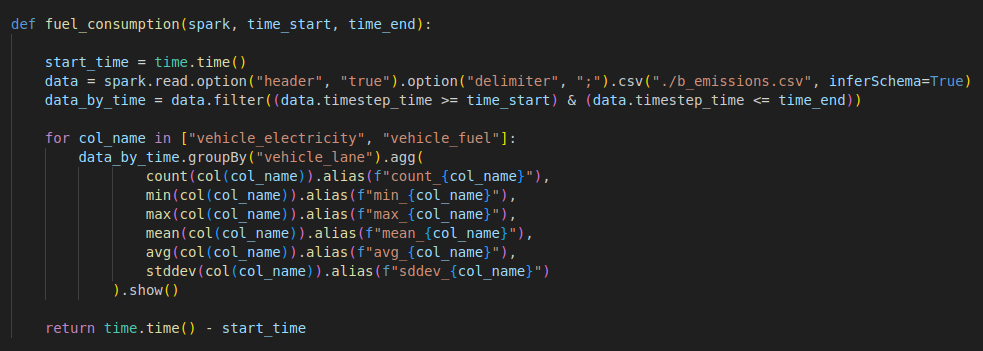 def fuel_consumption(spark, time_start, time_end):
start_time = time.time()
data = spark.read.option("header", "true").option("delimiter", ";").csv("./b_emissions.csv", inferSchema=True)
data_by_time = data.filter((data.timestep_time >= time_start) & (data.timestep_time <= time_end))
for col_name in ["vehicle_electricity", "vehicle_fuel"]:
data_by_time.groupBy("vehicle_lane").agg(
count(col(col_name)).alias(f"count_{col_name}"),
min(col(col_name)).alias(f"min_{col_name}"),
max(col(col_name)).alias(f"max_{col_name}"),
mean(col(col_name)).alias(f"mean_{col_name}"),
avg(col(col_name)).alias(f"avg_{col_name}"),
stddev(col(col_name)).alias(f"sddev_{col_name}")
).show()
return time.time() - start_time